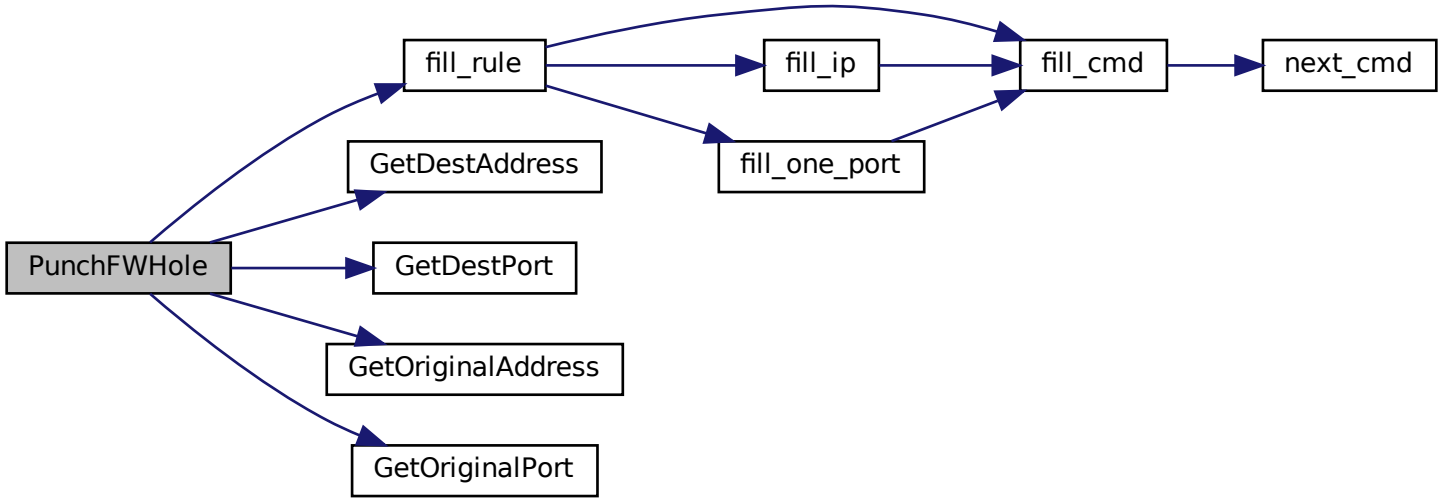 fill_rule
fill_ip
fill_cmd
next_cmd
GetDestAddress
fill_one_port
PunchFWHole
GetDestPort
GetOriginalAddress
GetOriginalPort